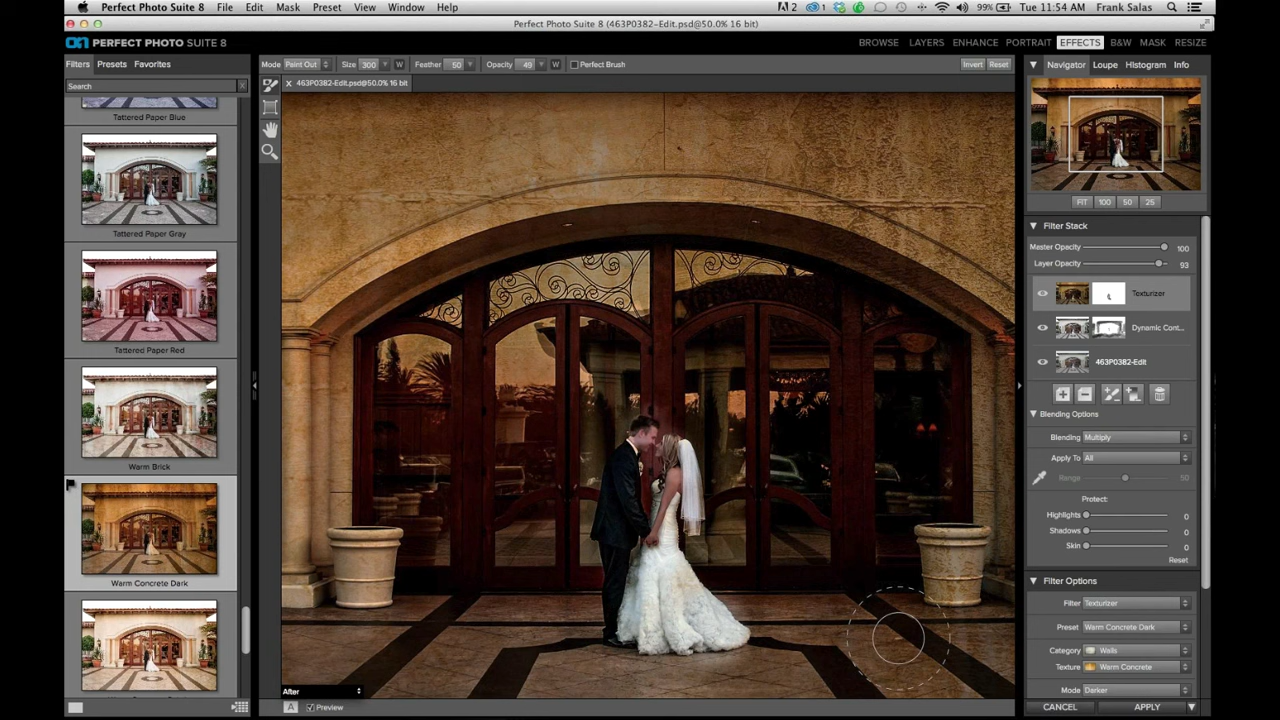 Perfect Photo Suite 8 File Edit Mask Preset View Window Help
2 1 99% Tue 11:54 AM Frank Salas
Perfect Photo Suite 8 (463P0382-Edit.psd@50.0% 16 bit)
on PERFECT PHOTO SUITE 8
BROWSE LAYERS ENHANCE PORTRAIT EFFECTS B&W MASK RESIZE
Filters Presets Favorites
Mode Paint Out Size 300 W Feather 50 Opacity 49 W Perfect Brush Invert Reset
Navigator Loupe Histogram Info
Search
463P0382-Edit.psd@50.0% 16 bit
Tattered Paper Blue
Tattered Paper Gray
Tattered Paper Red
Warm Brick
Warm Concrete Dark
After
A Preview
FIT 100 50 25
Filter Stack
Master Opacity 100
Layer Opacity 93
Texturizer
Dynamic Cont...
463P0382-Edit
Blending Options
Blending Multiply
Apply To All
Range 50
Protect:
Highlights 0
Shadows 0
Skin 0
Reset
Filter Options
Filter Texturizer
Preset Warm Concrete Dark
Category Walls
Texture Warm Concrete
Mode Darker
CANCEL APPLY